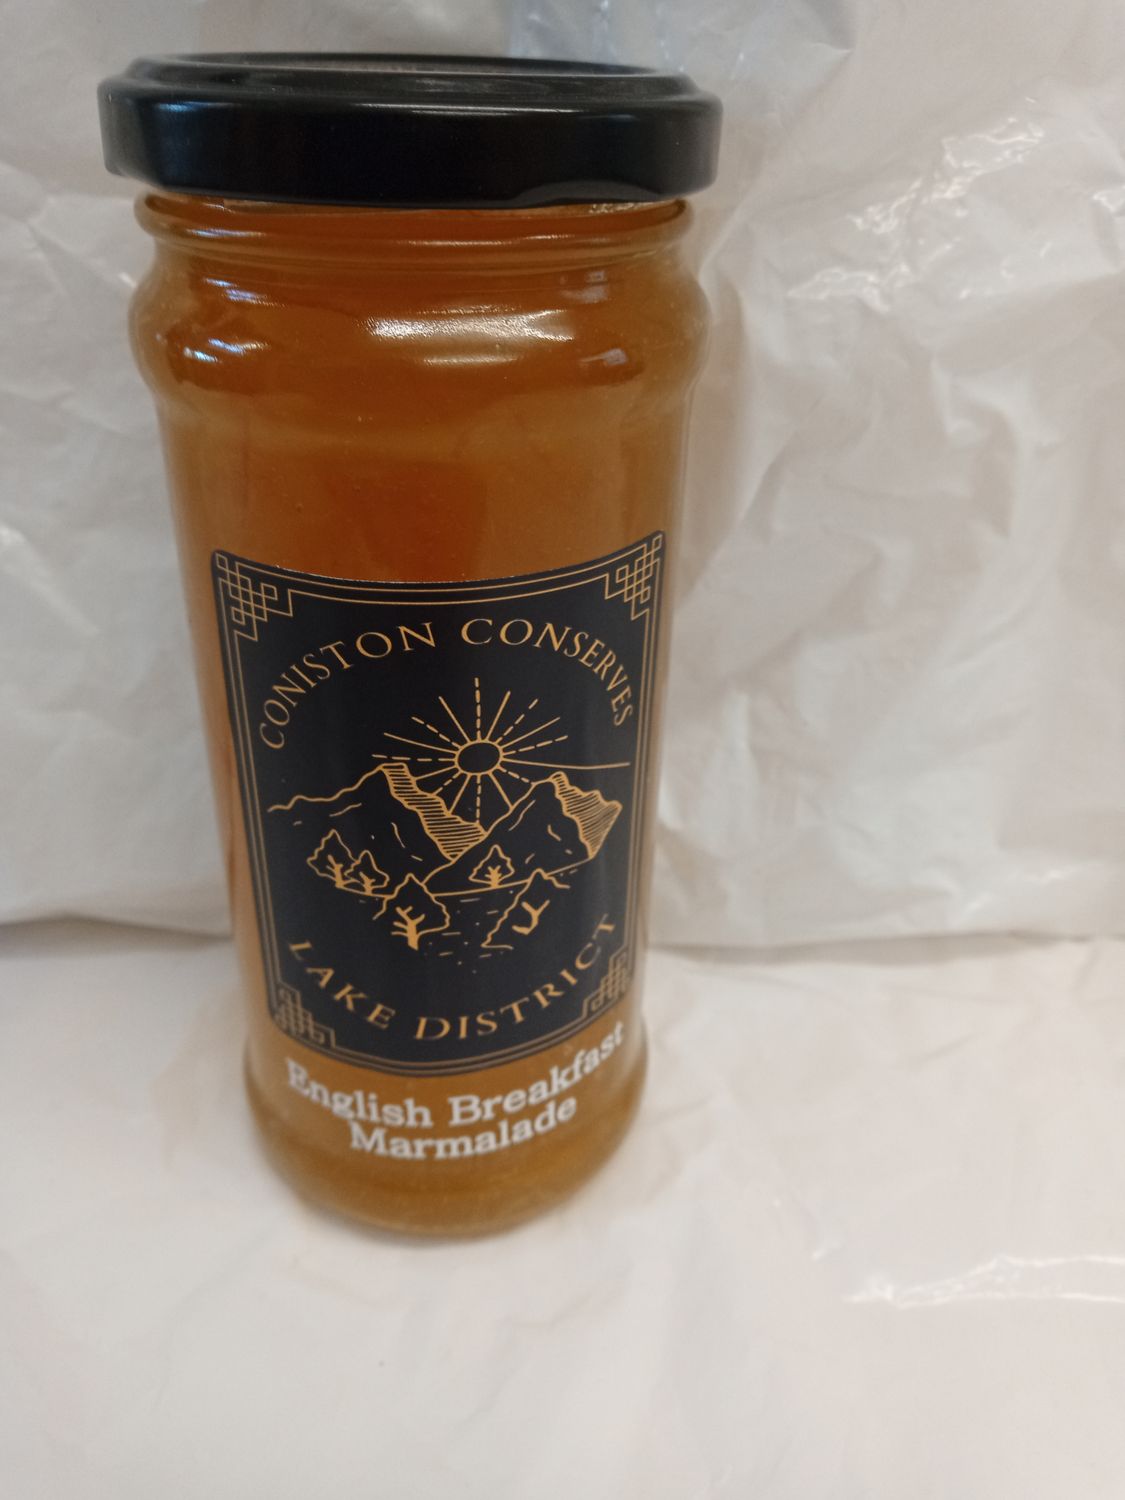 CONISTON CONSERVES
LAKE DISTRICT
English Breakfast
Marmalade